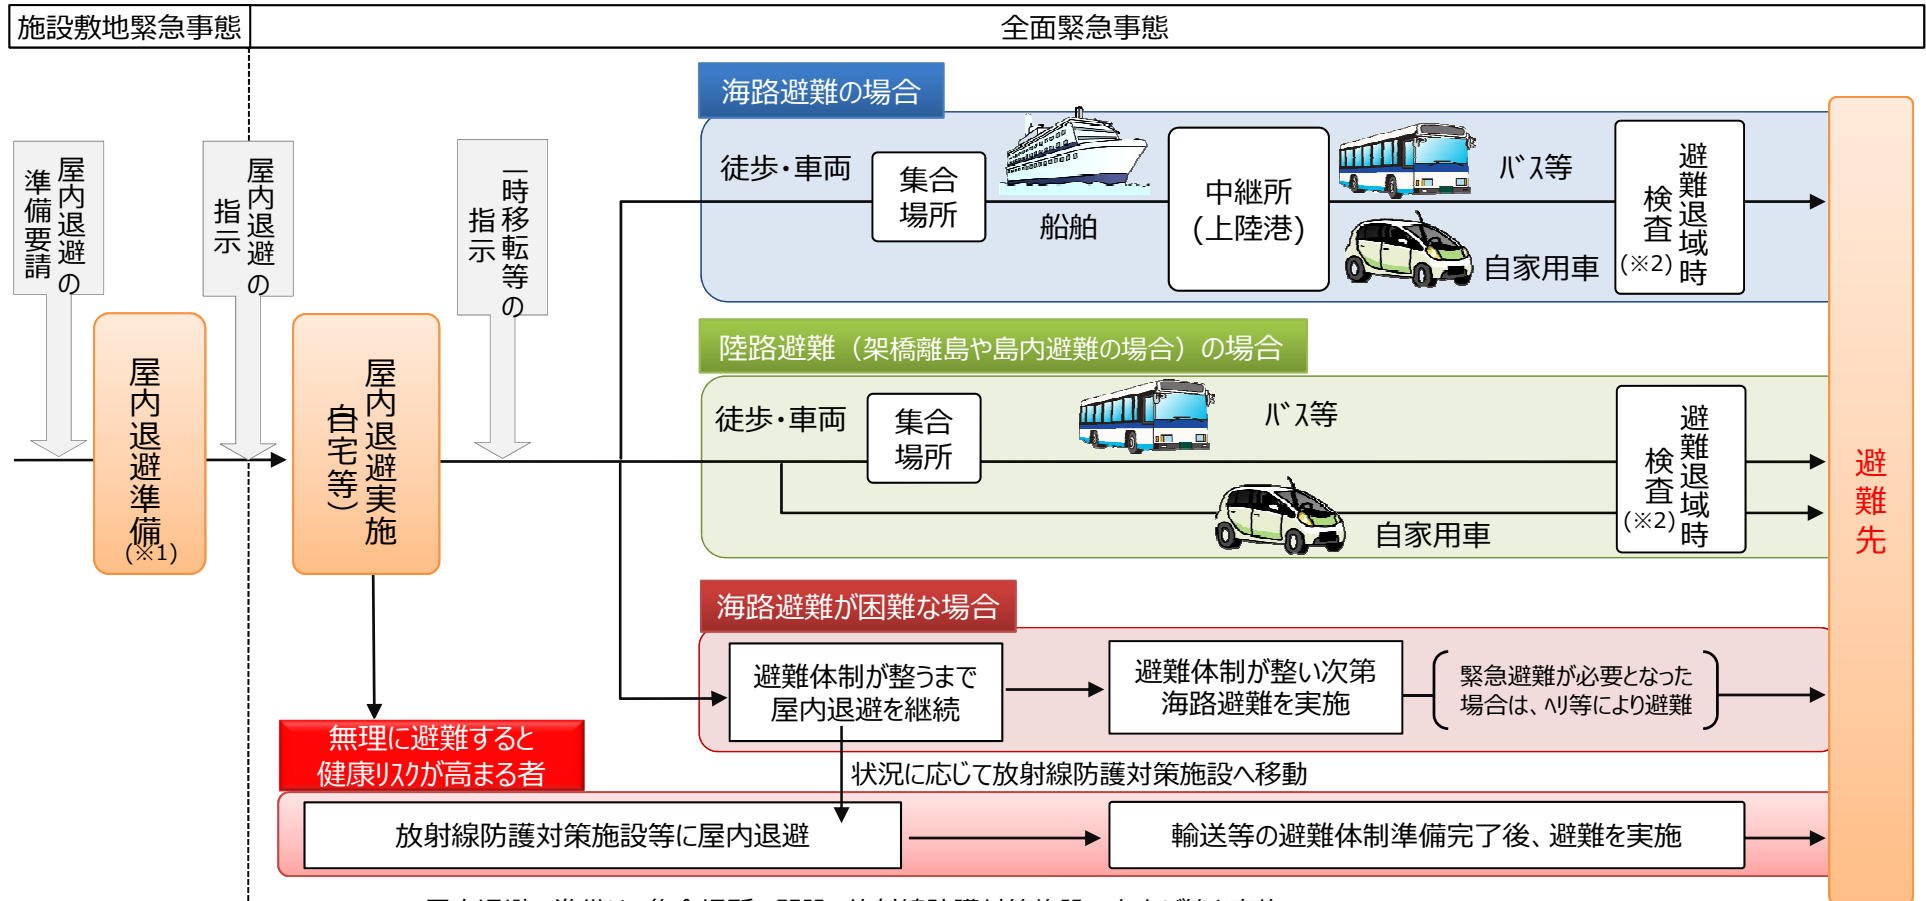 施設敷地緊急事態
全面緊急事態
屋内退避の
準備要請
屋内退避の
指示
一時移転等の
指示
屋内退避準備
(※1)
屋内退避実施
(自宅等)
海路避難の場合
徒歩・車両
集合
場所
船舶
中継所
(上陸港)
バス等
自家用車
避難退域時
検査
(※2)
陸路避難（架橋離島や島内避難の場合）の場合
徒歩・車両
集合
場所
バス等
自家用車
避難退域時
検査
(※2)
海路避難が困難な場合
避難体制が整うまで
屋内退避を継続
避難体制が整い次第
海路避難を実施
緊急避難が必要となった
場合は、ヘリ等により避難
状況に応じて放射線防護対策施設へ移動
無理に避難すると
健康リスクが高まる者
放射線防護対策施設等に屋内退避
輸送等の避難体制準備完了後、避難を実施
避難先